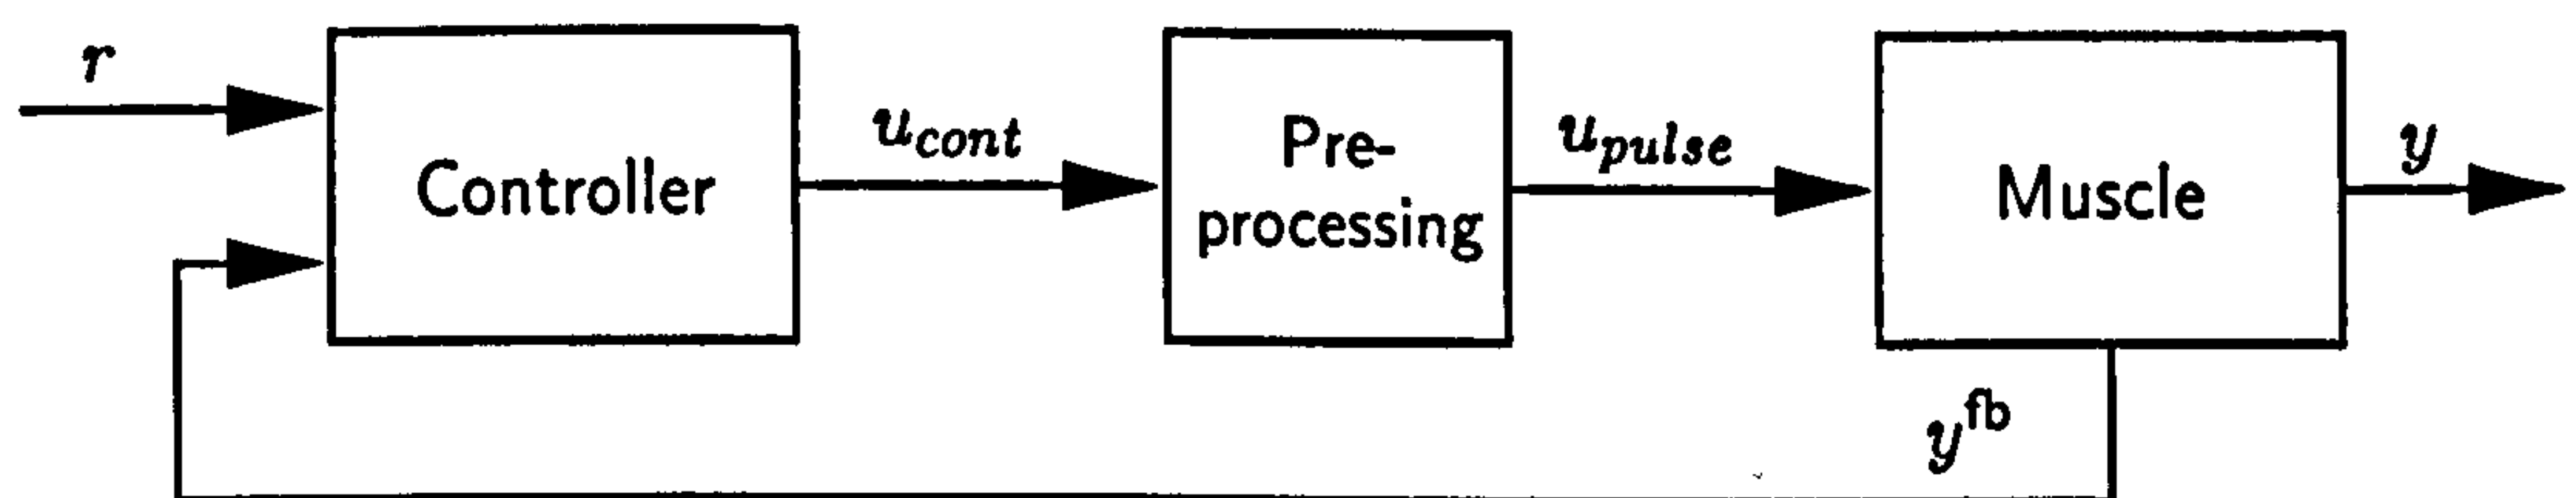 r
Controller
u_cont
Pre-
processing
u_pulse
Muscle
y
y^fb